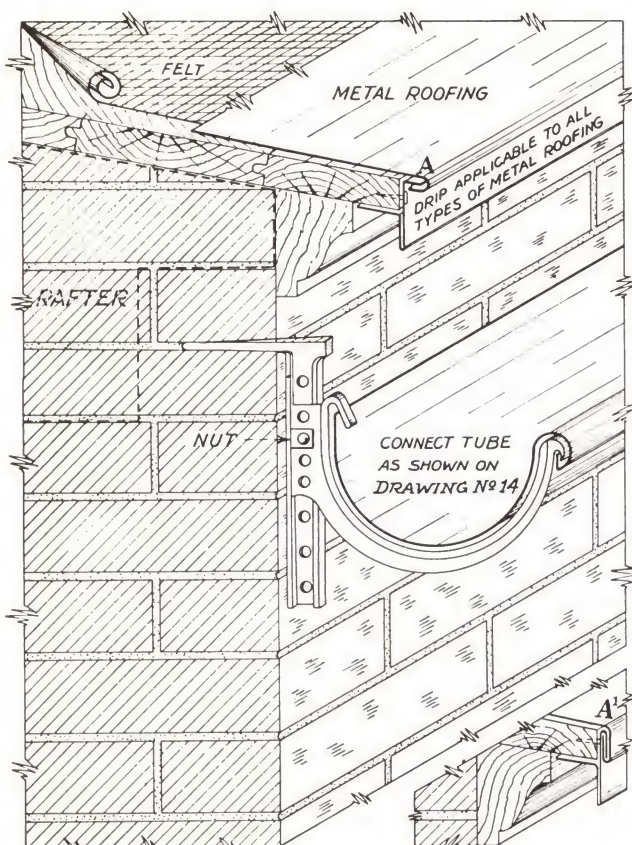 FELT
METAL ROOFING
A
DRIP APPLICABLE TO ALL
TYPES OF METAL ROOFING
RAFTER
NUT
CONNECT TUBE
AS SHOWN ON
DRAWING Nº 14
A¹